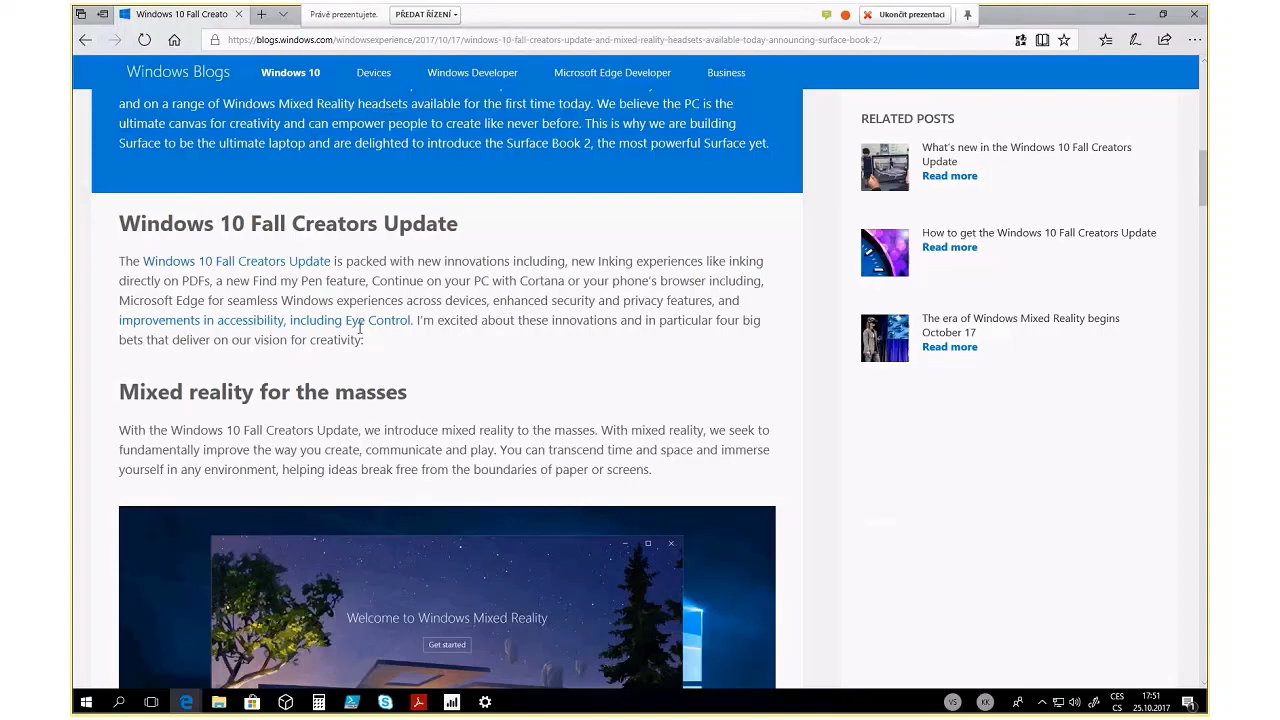 Windows 10 Fall Creato
Právě prezentujete.
PŘEDAT ŘÍZENÍ
Ukončit prezentaci
https://blogs.windows.com/windowsexperience/2017/10/17/windows-10-fall-creators-update-and-mixed-reality-headsets-available-today-announcing-surface-book-2/
Windows Blogs Windows 10 Devices Windows Developer Microsoft Edge Developer Business
and on a range of Windows Mixed Reality headsets available for the first time today. We believe the PC is the
ultimate canvas for creativity and can empower people to create like never before. This is why we are building
Surface to be the ultimate laptop and are delighted to introduce the Surface Book 2, the most powerful Surface yet.
Windows 10 Fall Creators Update
The Windows 10 Fall Creators Update is packed with new innovations including, new Inking experiences like inking
directly on PDFs, a new Find my Pen feature, Continue on your PC with Cortana or your phone's browser including,
Microsoft Edge for seamless Windows experiences across devices, enhanced security and privacy features, and
improvements in accessibility, including Eye Control. I'm excited about these innovations and in particular four big
bets that deliver on our vision for creativity:
Mixed reality for the masses
With the Windows 10 Fall Creators Update, we introduce mixed reality to the masses. With mixed reality, we seek to
fundamentally improve the way you create, communicate and play. You can transcend time and space and immerse
yourself in any environment, helping ideas break free from the boundaries of paper or screens.
Welcome to Windows Mixed Reality
Get started
RELATED POSTS
What's new in the Windows 10 Fall Creators
Update
Read more
How to get the Windows 10 Fall Creators Update
Read more
The era of Windows Mixed Reality begins
October 17
Read more
VS
KK
CES
CS
17:51
25.10.2017
1